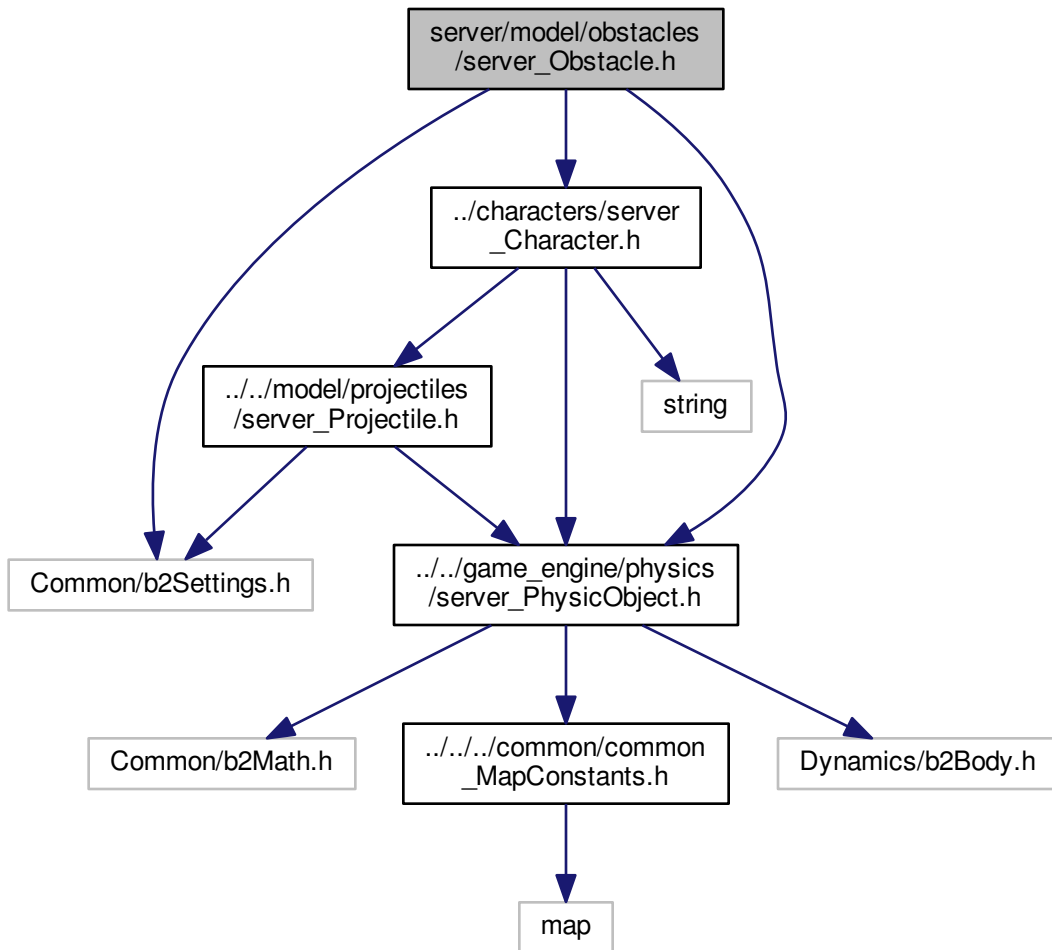 server/model/obstacles
/server_Obstacle.h
../characters/server
_Character.h
../../model/projectiles
/server_Projectile.h
string
Common/b2Settings.h
../../game_engine/physics
/server_PhysicObject.h
Common/b2Math.h
../../../common/common
_MapConstants.h
Dynamics/b2Body.h
map